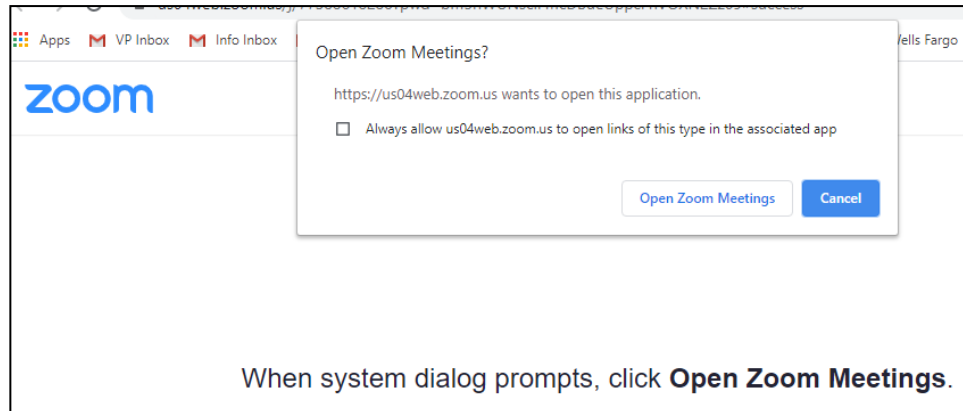 Apps VP Inbox Info Inbox ells Fargo
zoom
Open Zoom Meetings?
https://us04web.zoom.us wants to open this application.
Always allow us04web.zoom.us to open links of this type in the associated app
Open Zoom Meetings Cancel
When system dialog prompts, click Open Zoom Meetings.